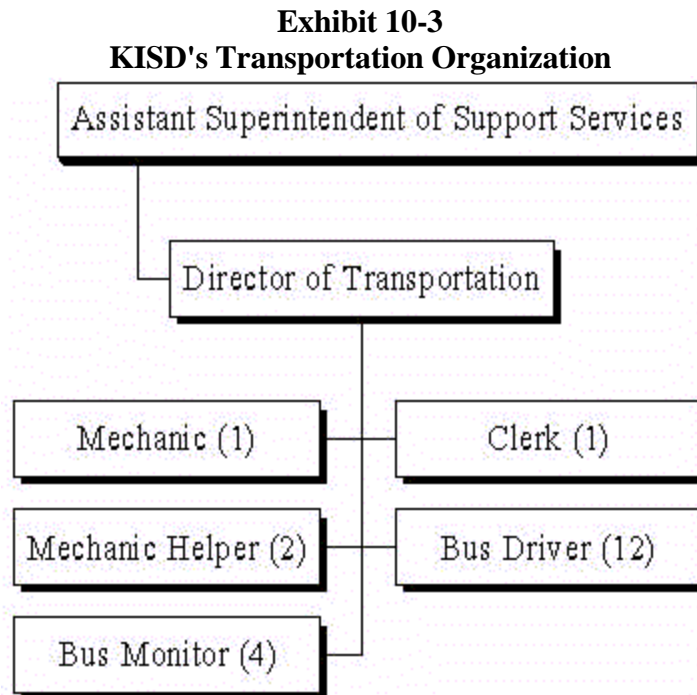 Exhibit 10-3
KISD's Transportation Organization
Assistant Superintendent of Support Services
Director of Transportation
Mechanic (1)
Clerk (1)
Mechanic Helper (2)
Bus Driver (12)
Bus Monitor (4)